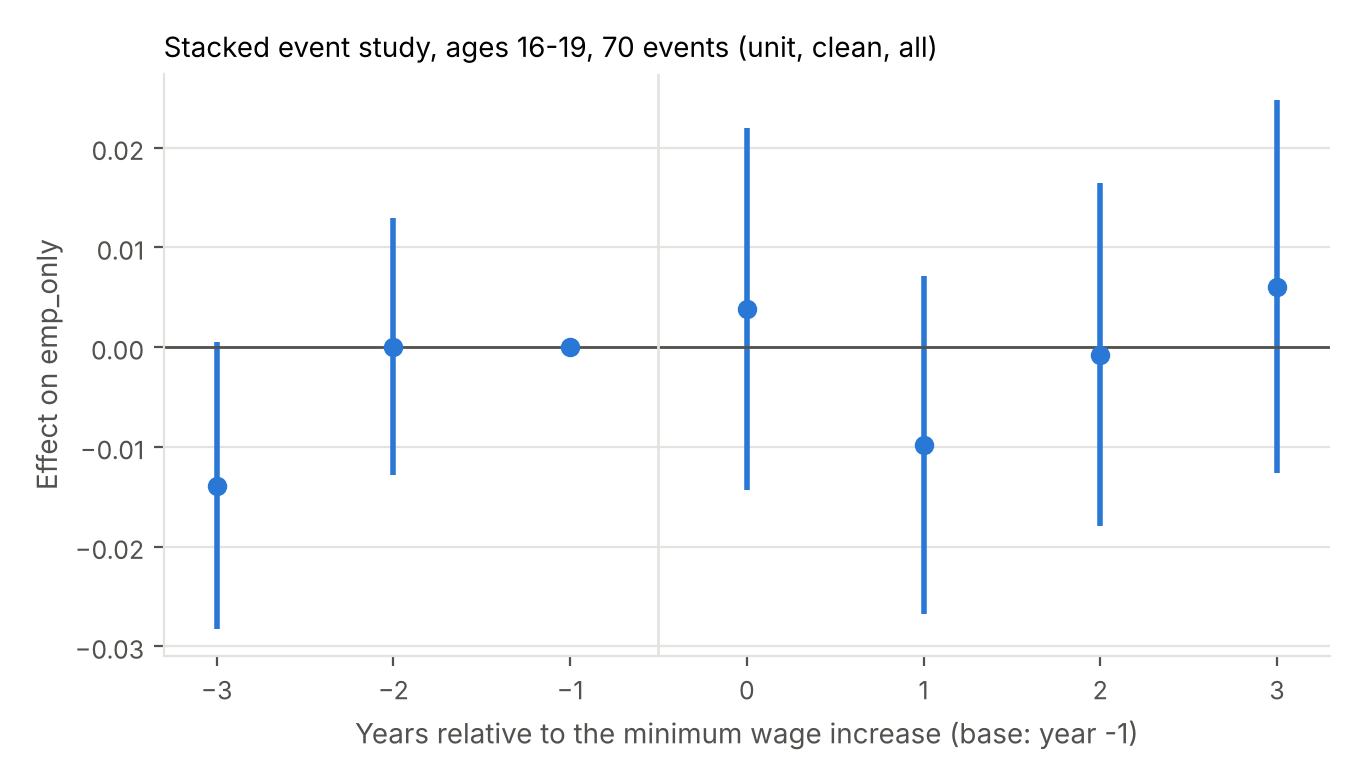 Stacked event study, ages 16-19, 70 events (unit, clean, all)
Effect on emp_only
0.02
0.01
0.00
−0.01
−0.02
−0.03
−3 −2 −1 0 1 2 3
Years relative to the minimum wage increase (base: year -1)